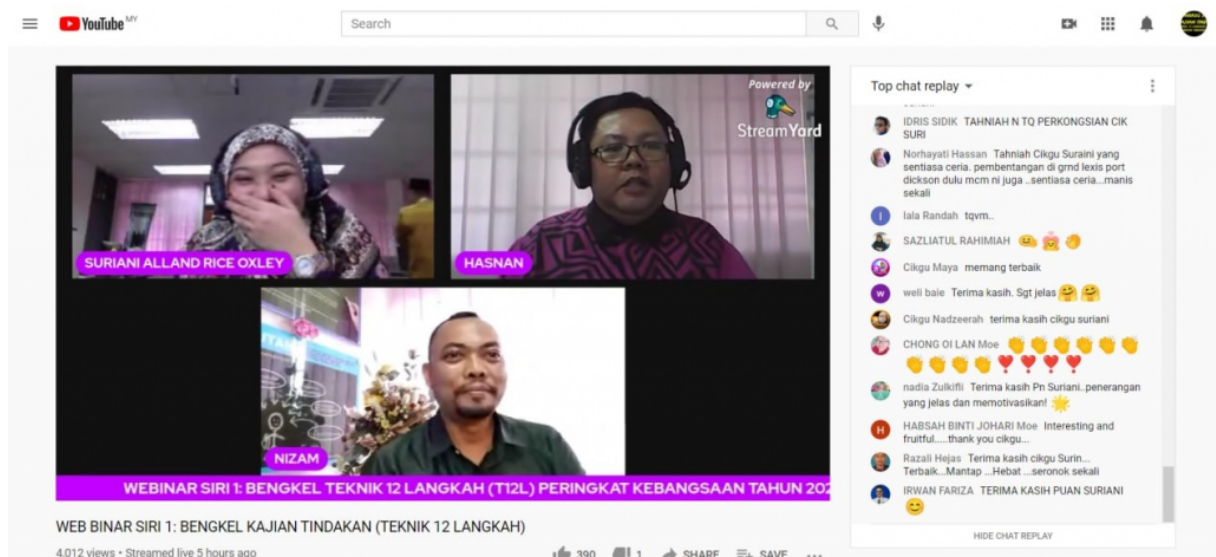 YouTube MY
Search
Powered by
StreamYard
SURIANI ALLAND RICE OXLEY
HASNAN
NIZAM
WEBINAR SIRI 1: BENGKEL TEKNIK 12 LANGKAH (T12L) PERINGKAT KEBANGSAAN TAHUN 202
WEB BINAR SIRI 1: BENGKEL KAJIAN TINDAKAN (TEKNIK 12 LANGKAH)
4,012 views • Streamed live 5 hours ago
390
1
SHARE
SAVE
Top chat replay
IDRIS SIDIK TAHNIAH N TQ PERKONGSIAN CIK
SURI
Norhayati Hassan Tahniah Cikgu Suraini yang
sentiasa ceria. pembentangan di grnd lexis port
dickson dulu mcm ni juga ..sentiasa ceria...manis
sekali
I
lala Randah tqvm..
SAZLIATUL RAHIMIAH 
Cikgu Maya memang terbaik
W
weli baie Terima kasih. Sgt jelas 🤗 🤗
Cikgu Nadzeerah terima kasih cikgu suriani
CHONG OI LAN Moe 👏 👏 👏 👏 👏 👏
👏 👏 👏 👏 ❣ ❣ ❣ ❣
nadia Zulkifli Terima kasih Pn Suriani..penerangan
yang jelas dan memotivasikan! 🌟
H
HABSAH BINTI JOHARI Moe Interesting and
fruitful.....thank you cikgu...
Razali Hejas Terima kasih cikgu Surin...
Terbaik...Mantap ...Hebat ...seronok sekali
IRWAN FARIZA TERIMA KASIH PUAN SURIANI
😊
HIDE CHAT REPLAY